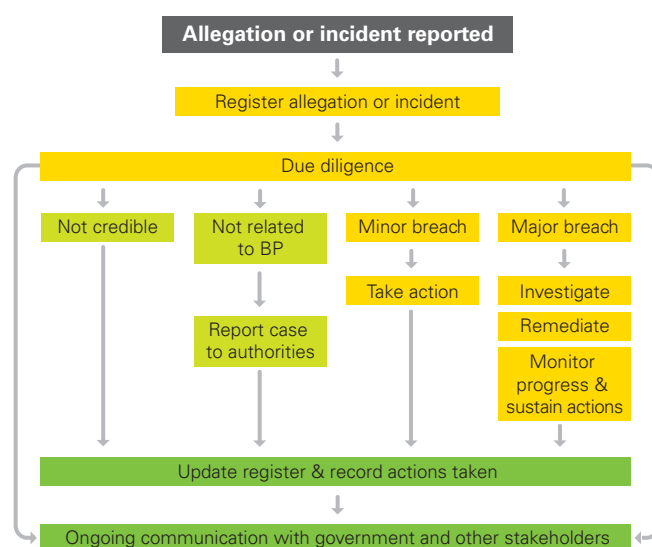 Allegation or incident reported
Register allegation or incident
Due diligence
Not credible
Not related
to BP
Minor breach
Major breach
Take action
Investigate
Report case
to authorities
Remediate
Monitor
progress &
sustain actions
Update register & record actions taken
Ongoing communication with government and other stakeholders